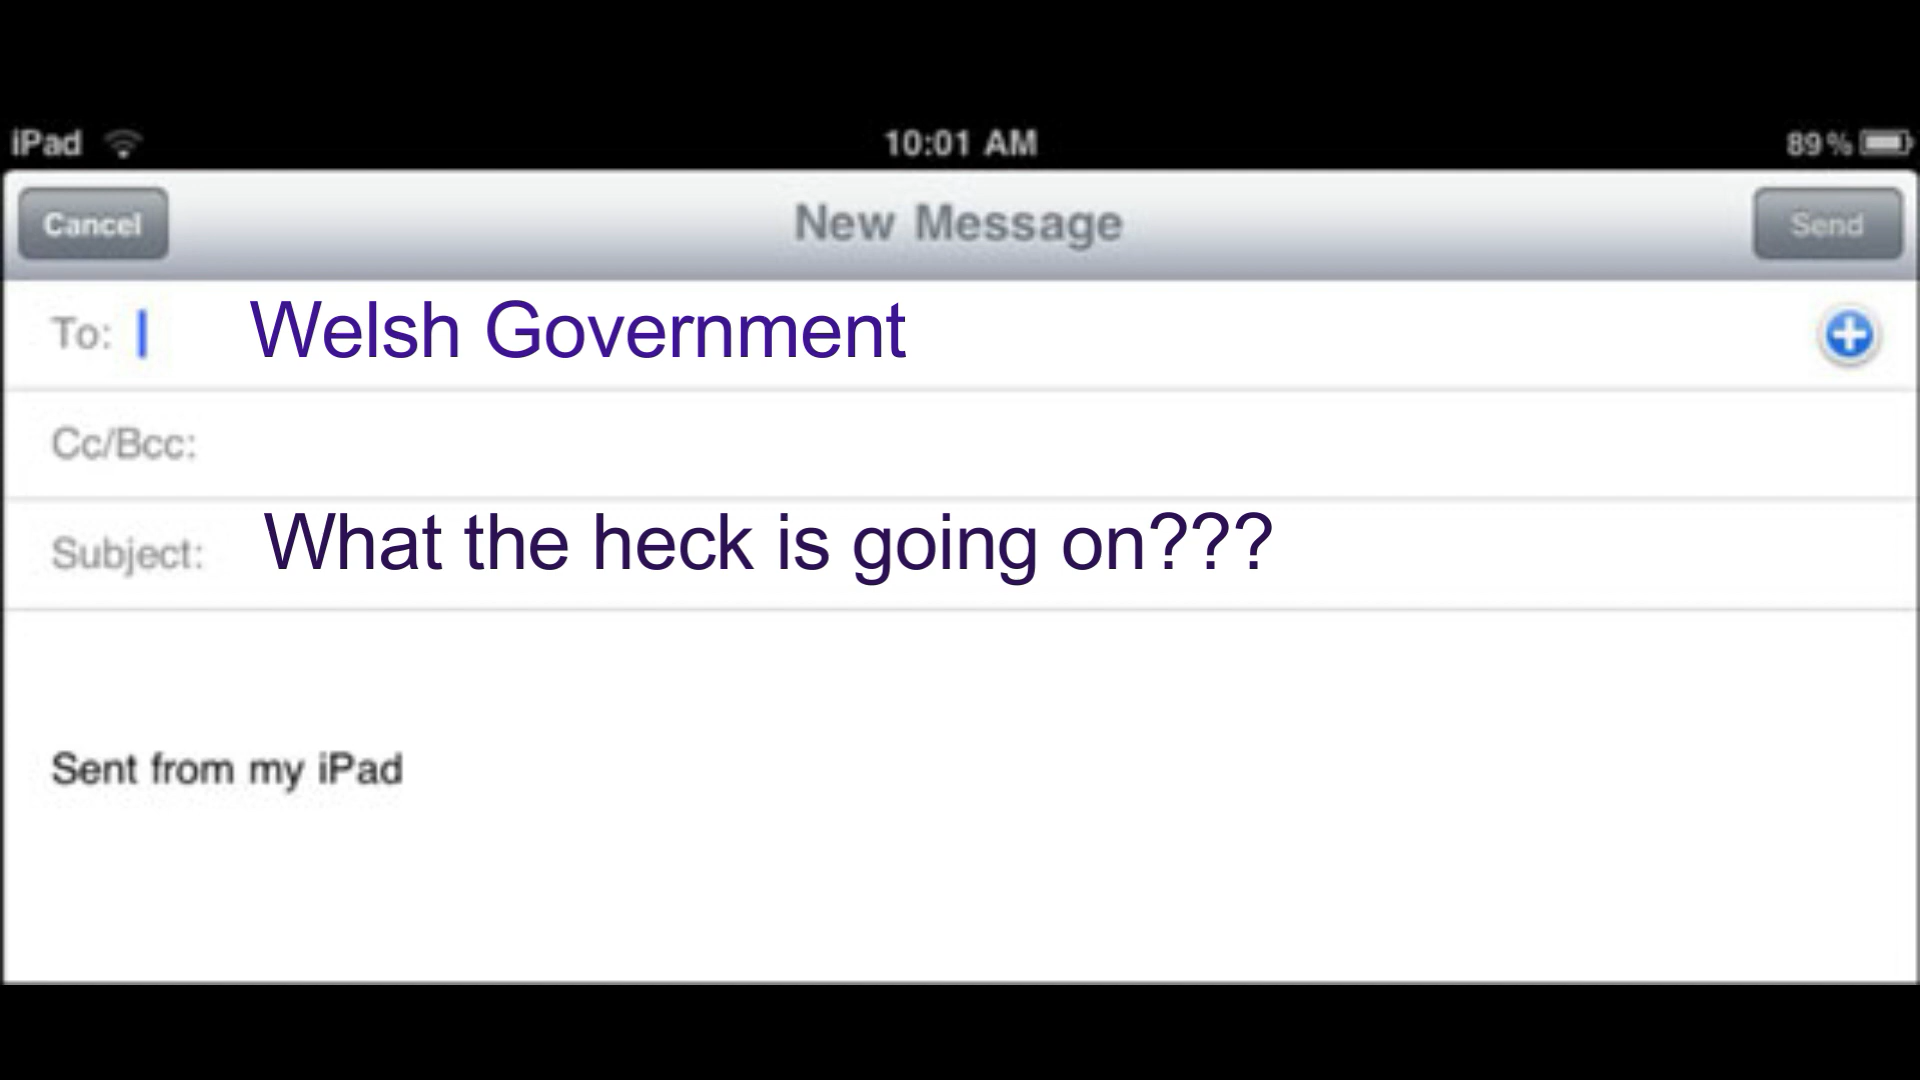 iPad 10:01 AM 89%
Cancel New Message Send
To: Welsh Government
Cc/Bcc:
Subject: What the heck is going on???
Sent from my iPad